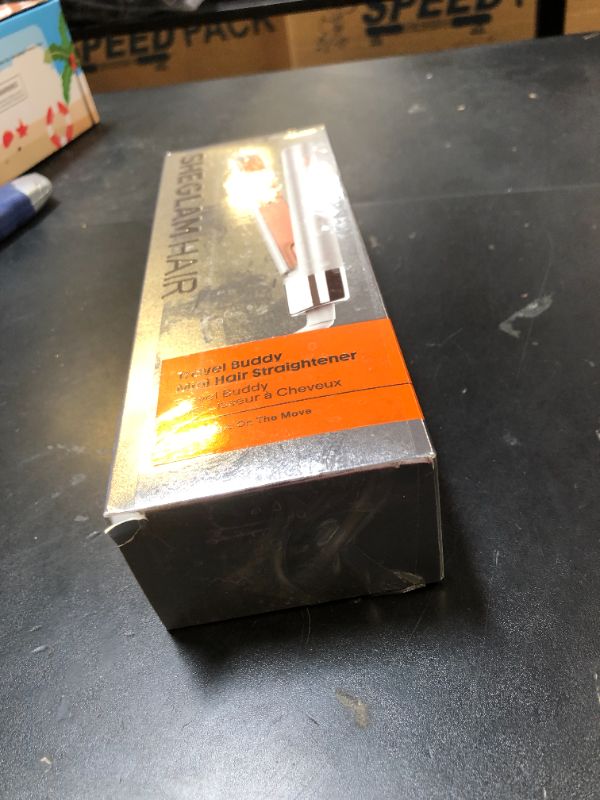 SPEED PACK
SPEED P
SHEGLAM HAIR
Travel Buddy
Mini Hair Straightener
Buddy
à Cheveux
On The Move